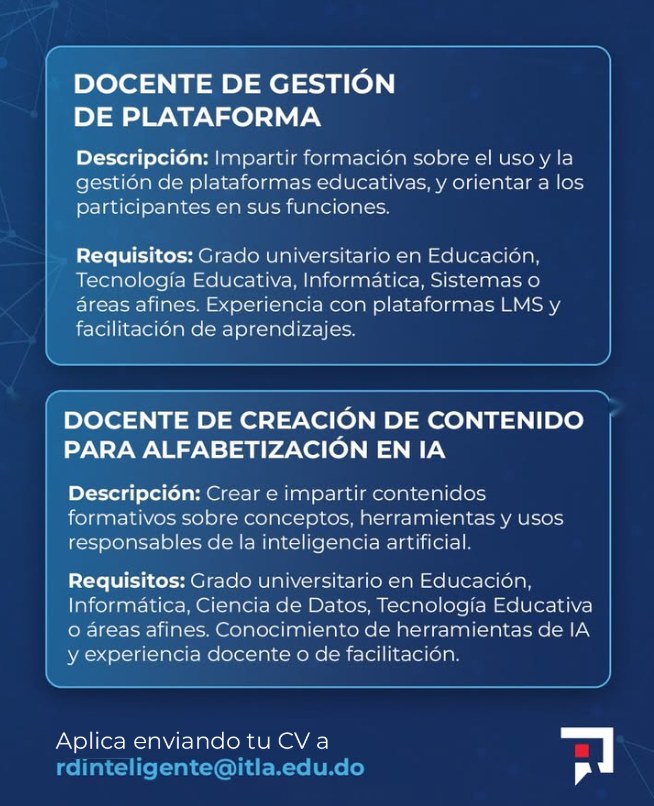 DOCENTE DE GESTIÓN
DE PLATAFORMA
Descripción: Impartir formación sobre el uso y la
gestión de plataformas educativas, y orientar a los
participantes en sus funciones.
Requisitos: Grado universitario en Educación,
Tecnología Educativa, Informática, Sistemas o
áreas afines. Experiencia con plataformas LMS y
facilitación de aprendizajes.
DOCENTE DE CREACIÓN DE CONTENIDO
PARA ALFABETIZACIÓN EN IA
Descripción: Crear e impartir contenidos
formativos sobre conceptos, herramientas y usos
responsables de la inteligencia artificial.
Requisitos: Grado universitario en Educación,
Informática, Ciencia de Datos, Tecnología Educativa
o áreas afines. Conocimiento de herramientas de IA
y experiencia docente o de facilitación.
Aplica enviando tu CV a
rdinteligente@itla.edu.do